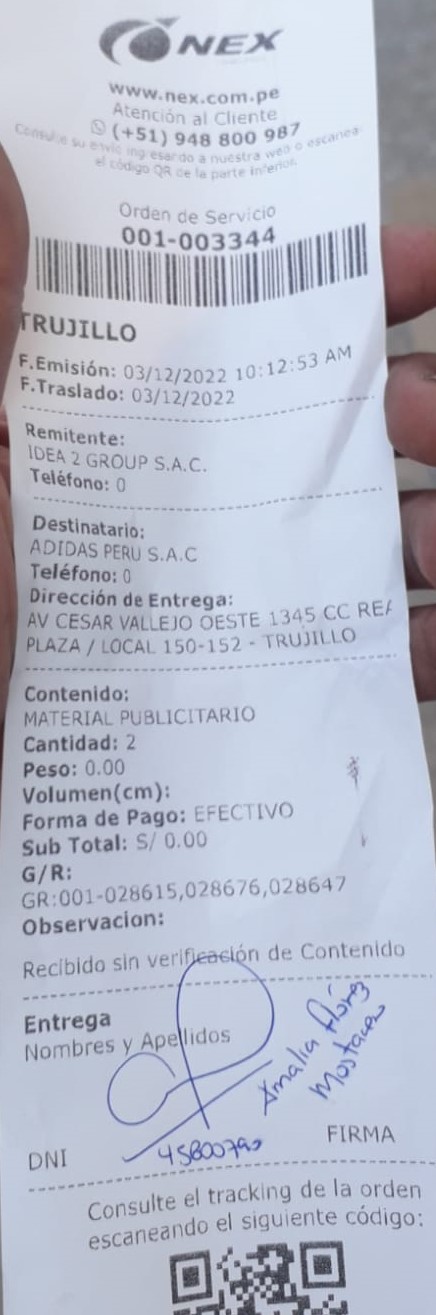 NEX
www.nex.com.pe
Atención al Cliente
(+51) 948 800 987
Consulte su envío ingresando a nuestra web o escanea
el código QR de la parte inferior.
Orden de Servicio
001-003344
TRUJILLO
F.Emisión: 03/12/2022 10:12:53 AM
F.Traslado: 03/12/2022
Remitente:
IDEA 2 GROUP S.A.C.
Teléfono: 0
Destinatario:
ADIDAS PERU S.A.C
Teléfono: 0
Dirección de Entrega:
AV CESAR VALLEJO OESTE 1345 CC REA
PLAZA / LOCAL 150-152 - TRUJILLO
Contenido:
MATERIAL PUBLICITARIO
Cantidad: 2
Peso: 0.00
Volumen(cm):
Forma de Pago: EFECTIVO
Sub Total: S/ 0.00
G/R:
GR:001-028615,028676,028647
Observacion:
Recibido sin verificación de Contenido
Entrega
Nombres y Apellidos
Amalia
DNI
FIRMA
Consulte el tracking de la orden
escaneando el siguiente código: